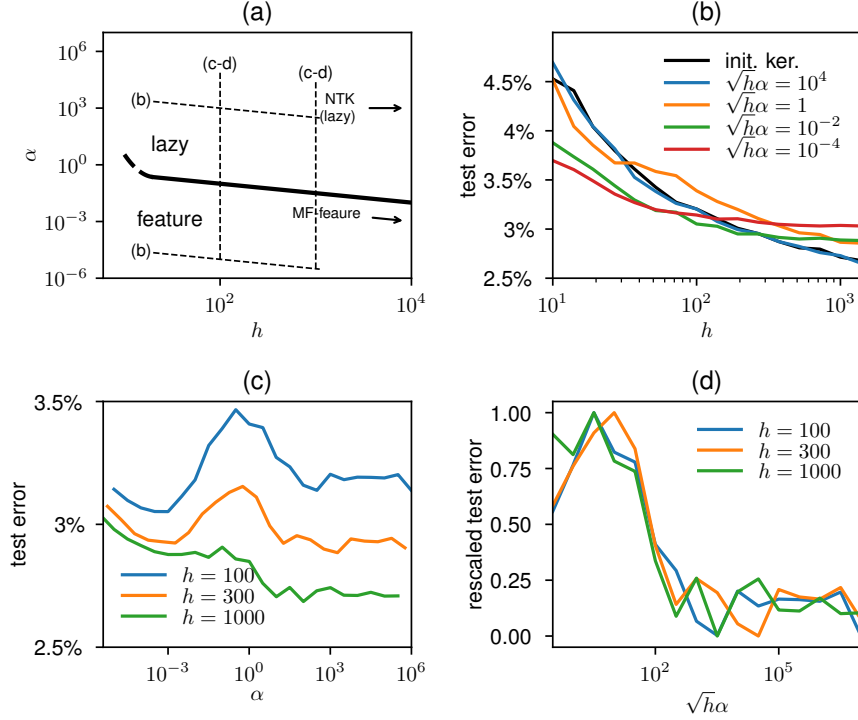 (a)
10^6
10^3
10^0
10^{-3}
10^{-6}
α
(c-d)
(c-d)
(b)
NTK
(lazy)
lazy
feature
MF-feaure
(b)
10^2
10^4
h
(b)
4.5%
4%
3.5%
3%
2.5%
test error
init. ker.
√hα = 10^4
√hα = 1
√hα = 10^{-2}
√hα = 10^{-4}
10^1
10^2
10^3
h
(c)
3.5%
3%
2.5%
test error
h = 100
h = 300
h = 1000
10^{-3}
10^0
10^3
10^6
α
(d)
1.00
0.75
0.50
0.25
0.00
rescaled test error
h = 100
h = 300
h = 1000
10^2
10^5
√hα